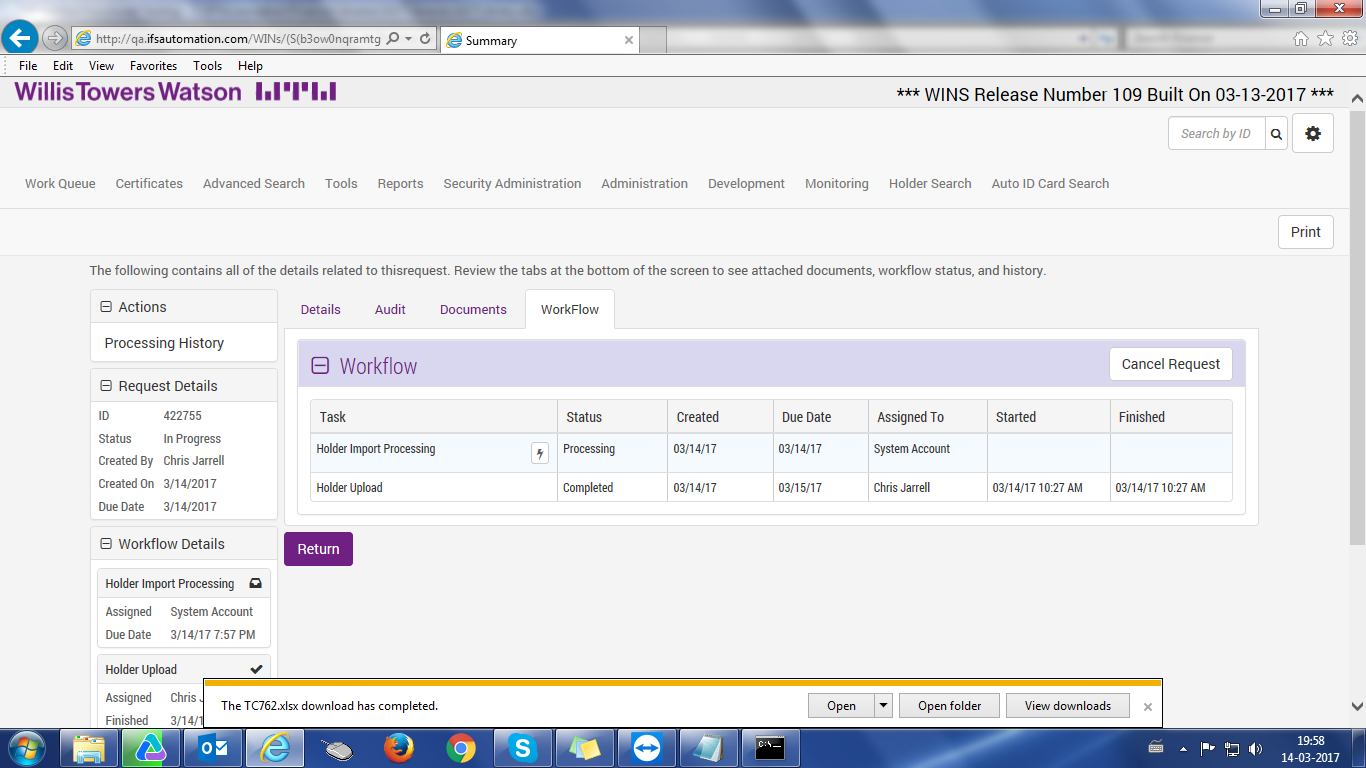 http://qa.ifsautomation.com/WINs/(S(b3ow0nqramtg
Summary
File Edit View Favorites Tools Help
WillisTowersWatson
*** WINS Release Number 109 Built On 03-13-2017 ***
Search by ID
Work Queue Certificates Advanced Search Tools Reports Security Administration Administration Development Monitoring Holder Search Auto ID Card Search
Print
The following contains all of the details related to thisrequest. Review the tabs at the bottom of the screen to see attached documents, workflow status, and history.
Actions
Processing History
Request Details
ID 422755
Status In Progress
Created By Chris Jarrell
Created On 3/14/2017
Due Date 3/14/2017
Workflow Details
Holder Import Processing
Assigned System Account
Due Date 3/14/17 7:57 PM
Holder Upload
Assigned Chris J
Finished 3/14/1
Details Audit Documents WorkFlow
Workflow
Cancel Request
Task Status Created Due Date Assigned To Started Finished
Holder Import Processing Processing 03/14/17 03/14/17 System Account
Holder Upload Completed 03/14/17 03/15/17 Chris Jarrell 03/14/17 10:27 AM 03/14/17 10:27 AM
Return
The TC762.xlsx download has completed.
Open Open folder View downloads
C:\
19:58
14-03-2017